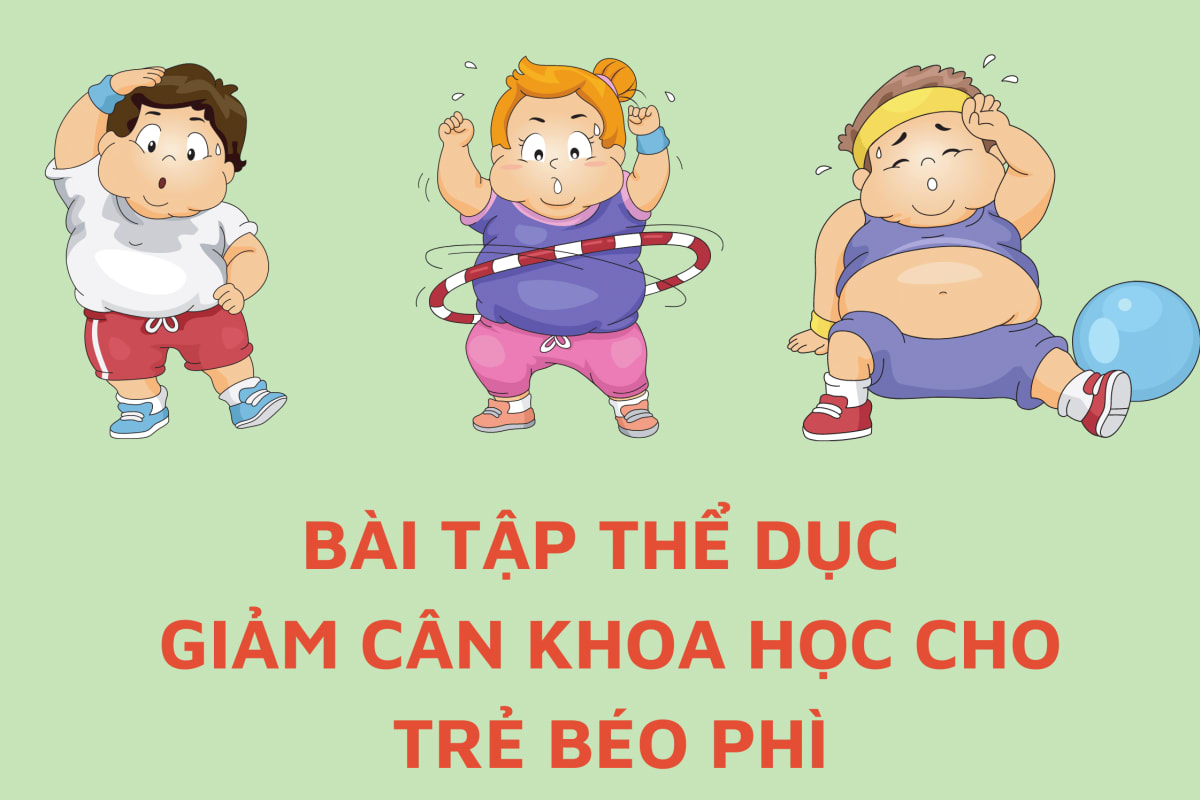 BÀI TẬP THỂ DỤC
GIẢM CÂN KHOA HỌC CHO
TRẺ BÉO PHÌ